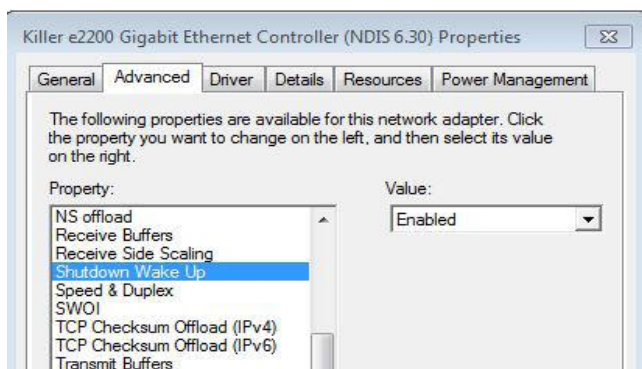 Killer e2200 Gigabit Ethernet Controller (NDIS 6.30) Properties
General Advanced Driver Details Resources Power Management
The following properties are available for this network adapter. Click
the property you want to change on the left, and then select its value
on the right.
Property: Value:
NS offload Enabled
Receive Buffers
Receive Side Scaling
Shutdown Wake Up
Speed & Duplex
SWOI
TCP Checksum Offload (IPv4)
TCP Checksum Offload (IPv6)
Transmit Buffers